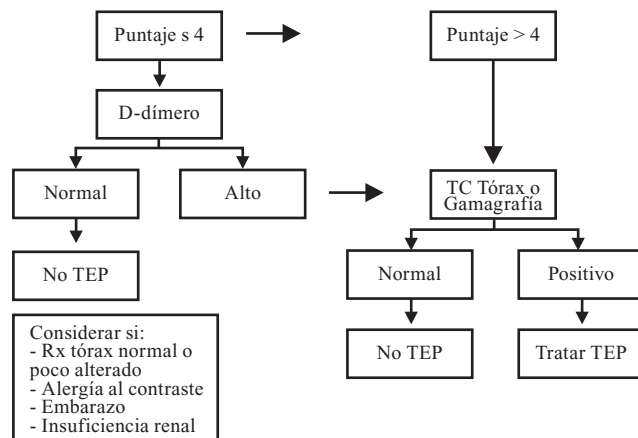 Puntaje s 4
Puntaje > 4
D-dímero
Normal
Alto
TC Tórax o
Gamagrafía
No TEP
Normal
Positivo
No TEP
Tratar TEP
Considerar si:
- Rx tórax normal o
poco alterado
- Alergía al contraste
- Embarazo
- Insuficiencia renal